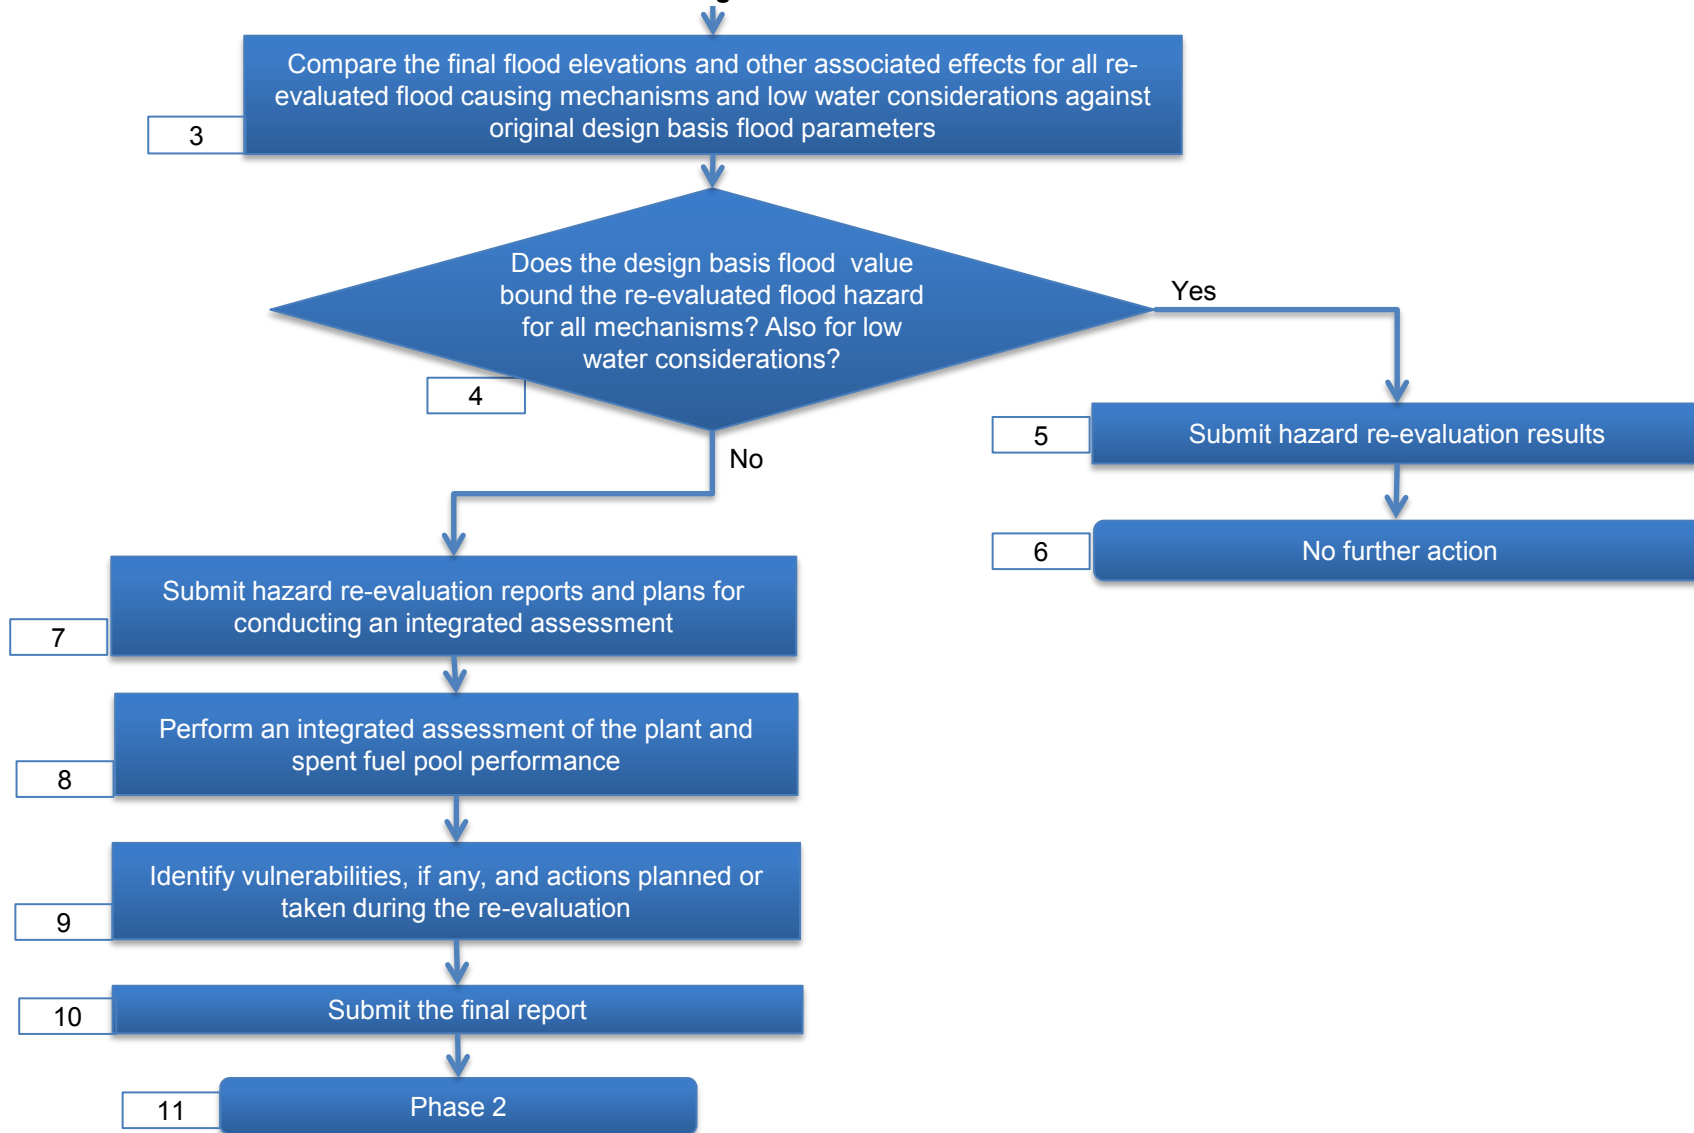 Compare the final flood elevations and other associated effects for all re-
evaluated flood causing mechanisms and low water considerations against
original design basis flood parameters
3
Does the design basis flood  value
bound the re-evaluated flood hazard
for all mechanisms? Also for low
water considerations?
4
Yes
No
5
Submit hazard re-evaluation results
6
No further action
Submit hazard re-evaluation reports and plans for
conducting an integrated assessment
7
Perform an integrated assessment of the plant and
spent fuel pool performance
8
Identify vulnerabilities, if any, and actions planned or
taken during the re-evaluation
9
Submit the final report
10
Phase 2
11